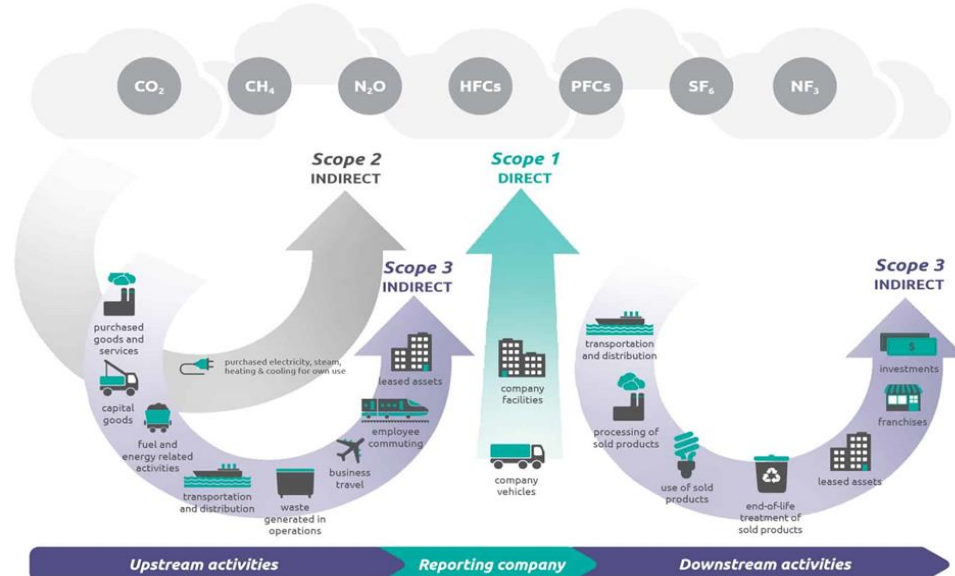 CO₂
CH₄
N₂O
HFCs
PFCs
SF₆
NF₃
Scope 2
INDIRECT
Scope 1
DIRECT
Scope 3
INDIRECT
Scope 3
INDIRECT
purchased
goods and
services
capital
goods
fuel and
energy related
activities
transportation
and distribution
waste
generated in
operations
business
travel
employee
commuting
leased assets
purchased electricity, steam,
heating & cooling for own use
company
facilities
company
vehicles
transportation
and distribution
processing of
sold products
use of sold
products
end-of-life
treatment of
sold products
leased assets
franchises
$
investments
Upstream activities
Reporting company
Downstream activities